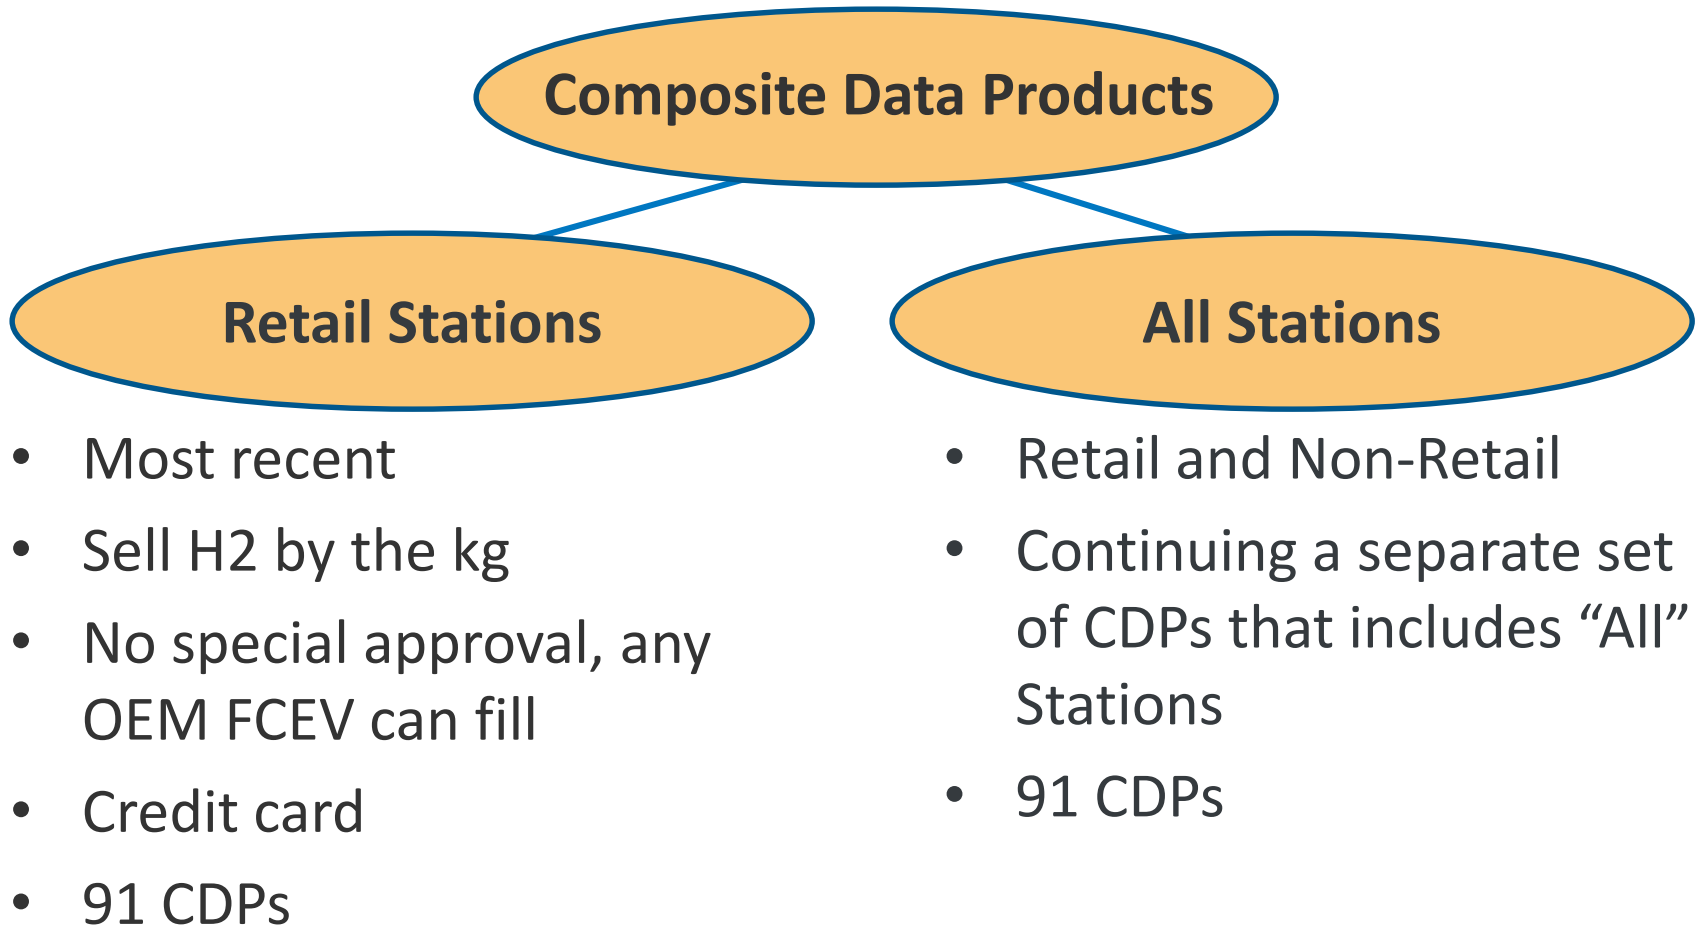 Composite Data Products
Retail Stations
• Most recent
• Sell H2 by the kg
• No special approval, any
OEM FCEV can fill
• Credit card
• 91 CDPs
All Stations
• Retail and Non-Retail
• Continuing a separate set
of CDPs that includes “All”
Stations
• 91 CDPs